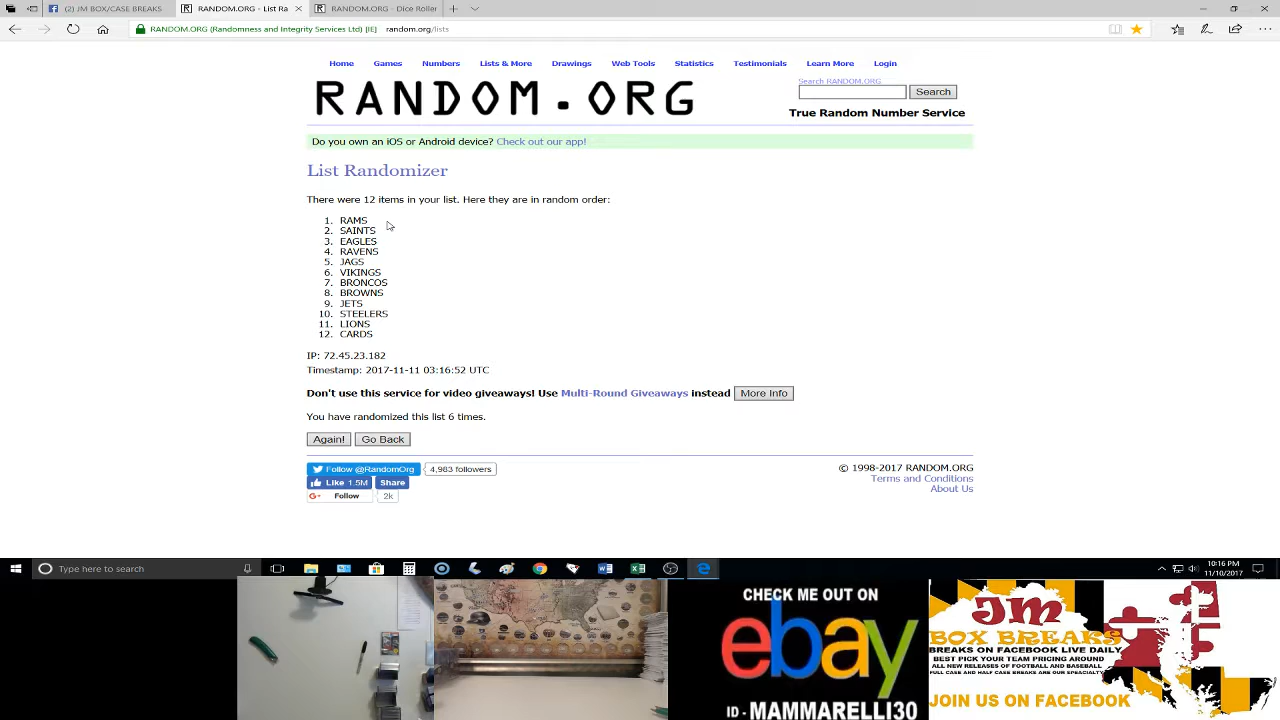 (2) JM BOX/CASE BREAKS
RANDOM.ORG - List Ra
RANDOM.ORG - Dice Roller
RANDOM.ORG (Randomness and Integrity Services Ltd) [IE]
random.org/lists
Home Games Numbers Lists & More Drawings Web Tools Statistics Testimonials Learn More Login
RANDOM.ORG
Search RANDOM.ORG
Search
True Random Number Service
Do you own an iOS or Android device? Check out our app!
List Randomizer
There were 12 items in your list. Here they are in random order:
1. RAMS
2. SAINTS
3. EAGLES
4. RAVENS
5. JAGS
6. VIKINGS
7. BRONCOS
8. BROWNS
9. JETS
10. STEELERS
11. LIONS
12. CARDS
IP: 72.45.23.182
Timestamp: 2017-11-11 03:16:52 UTC
Don't use this service for video giveaways! Use Multi-Round Giveaways instead More Info
You have randomized this list 6 times.
Again! Go Back
Follow @RandomOrg 4,963 followers
Like 1.5M Share
G+ Follow 2k
© 1998-2017 RANDOM.ORG
Terms and Conditions
About Us
Type here to search
10:16 PM
11/10/2017
CHECK ME OUT ON
ebay
ID - MAMMARELLI30
JM
BOX BREAKS
BREAKS ON FACEBOOK LIVE DAILY
BEST PICK YOUR TEAM PRICING AROUND
ALL NEW RELEASES OF FOOTBALL AND BASEBALL
FULL CASE AND HALF CASE BREAKS ARE OUR SPECIALTY
JOIN US ON FACEBOOK